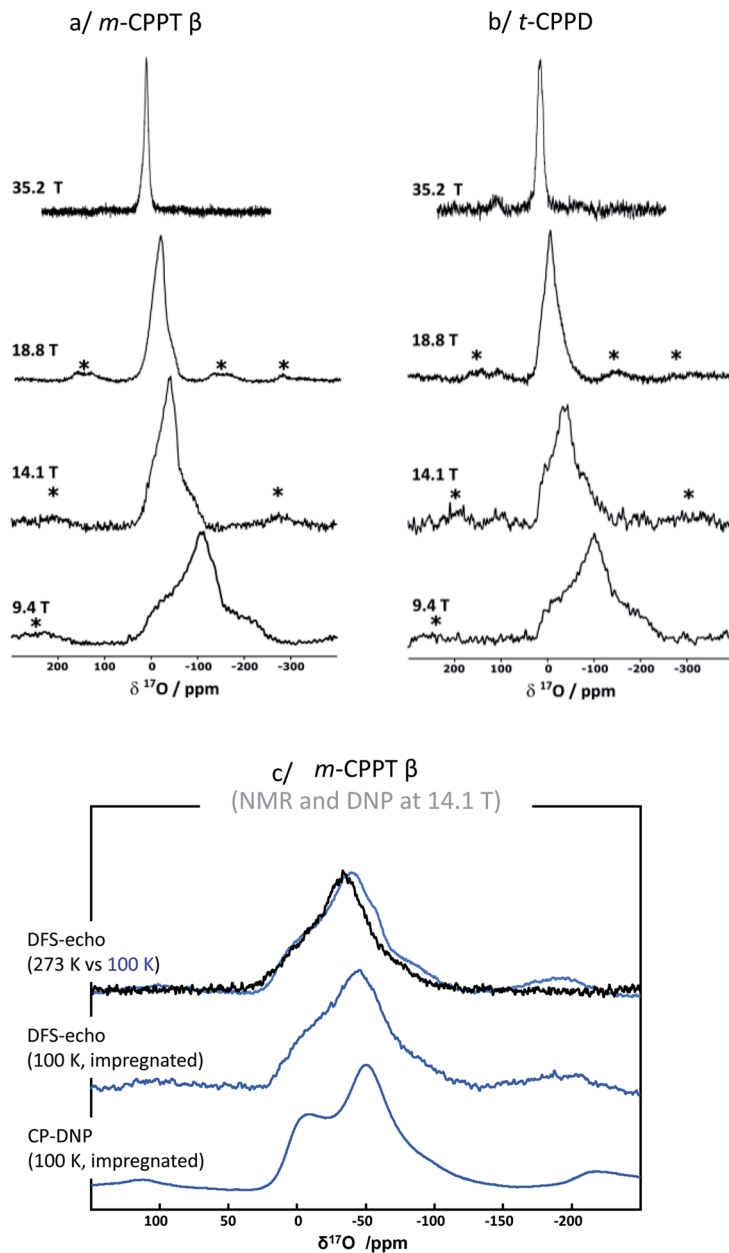 a/ m-CPPT β
b/ t-CPPD
35.2 T
35.2 T
18.8 T
* * *
18.8 T
* * *
14.1 T
* *
14.1 T
* *
9.4 T
*
9.4 T
*
200 100 0 -100 -200 -300
200 100 0 -100 -200 -300
δ ¹⁷O / ppm
δ ¹⁷O / ppm
c/ m-CPPT β
(NMR and DNP at 14.1 T)
DFS-echo
(273 K vs 100 K)
DFS-echo
(100 K, impregnated)
CP-DNP
(100 K, impregnated)
100 50 0 -50 -100 -150 -200
δ¹⁷O /ppm